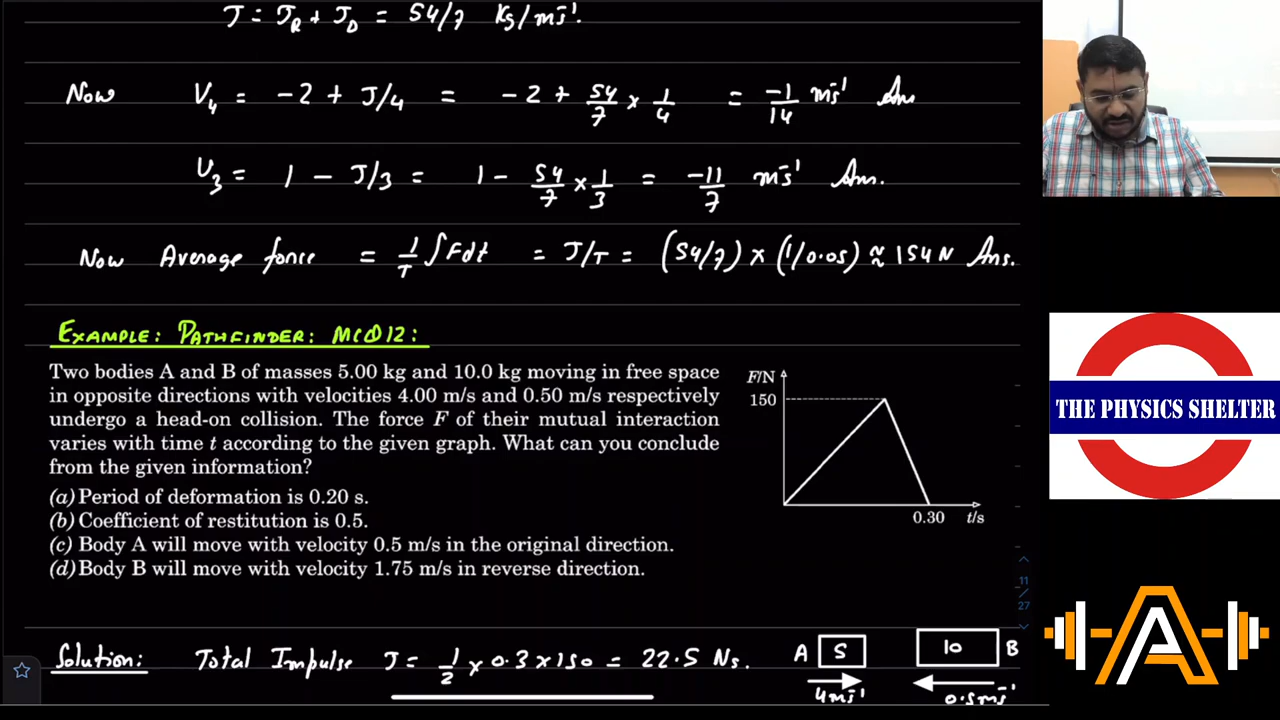 J = J_R + J_D = 54/7 Kg/ms⁻¹.
Now V₄ = -2 + J/4 = -2 + 54/7 × 1/4 = -1/14 ms⁻¹ Ans
V₃ = 1 - J/3 = 1 - 54/7 × 1/3 = -11/7 ms⁻¹ Ans.
Now Average force = 1/T ∫Fdt = J/T = (54/7) × (1/0.05) ≈ 154 N Ans.
EXAMPLE: PATHFINDER: MCQ12:
Two bodies A and B of masses 5.00 kg and 10.0 kg moving in free space
in opposite directions with velocities 4.00 m/s and 0.50 m/s respectively
undergo a head-on collision. The force F of their mutual interaction
varies with time t according to the given graph. What can you conclude
from the given information?
(a) Period of deformation is 0.20 s.
(b) Coefficient of restitution is 0.5.
(c) Body A will move with velocity 0.5 m/s in the original direction.
(d) Body B will move with velocity 1.75 m/s in reverse direction.
F/N
150
0.30 t/s
THE PHYSICS SHELTER
11
/
27
Solution: Total Impulse J = 1/2 × 0.3 × 150 = 22.5 Ns.
A 5 10 B
4ms⁻¹ 0.5ms⁻¹